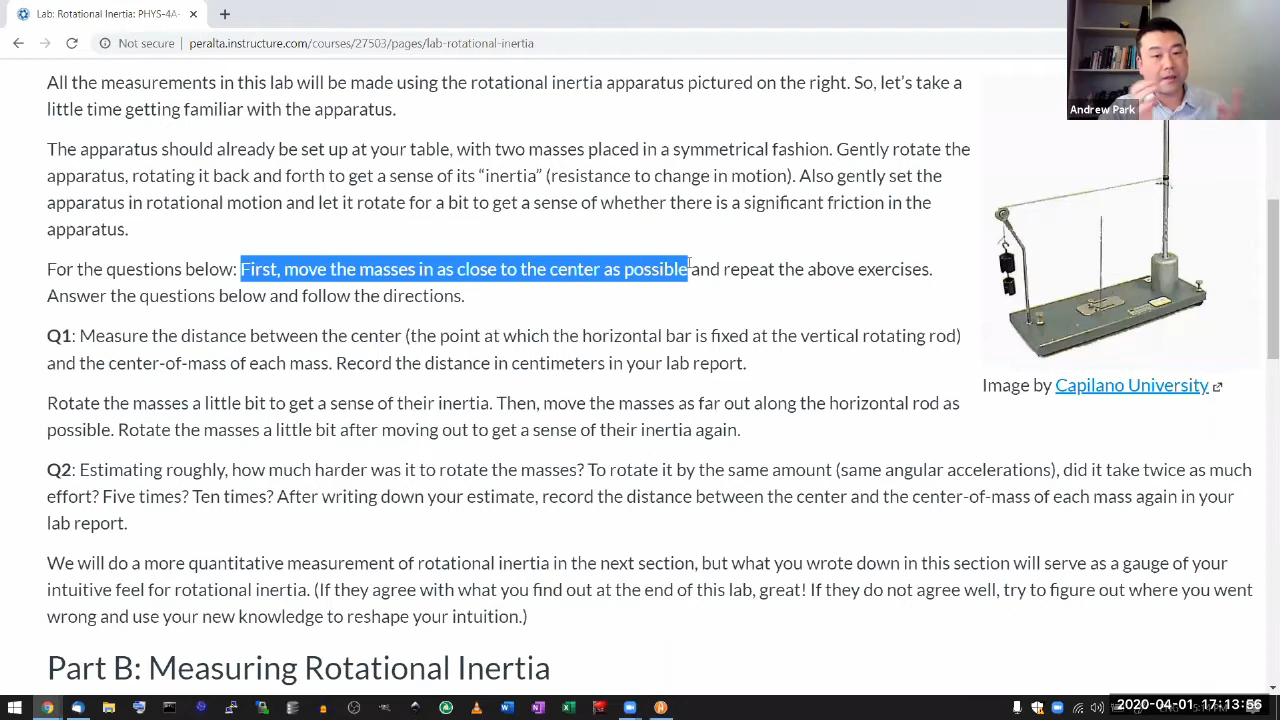 Lab: Rotational Inertia: PHYS-4A-
Not secure | peralta.instructure.com/courses/27503/pages/lab-rotational-inertia
Andrew Park
All the measurements in this lab will be made using the rotational inertia apparatus pictured on the right. So, let's take a
little time getting familiar with the apparatus.
The apparatus should already be set up at your table, with two masses placed in a symmetrical fashion. Gently rotate the
apparatus, rotating it back and forth to get a sense of its “inertia” (resistance to change in motion). Also gently set the
apparatus in rotational motion and let it rotate for a bit to get a sense of whether there is a significant friction in the
apparatus.
For the questions below: First, move the masses in as close to the center as possible and repeat the above exercises.
Answer the questions below and follow the directions.
Q1: Measure the distance between the center (the point at which the horizontal bar is fixed at the vertical rotating rod)
and the center-of-mass of each mass. Record the distance in centimeters in your lab report.
Image by Capilano University
Rotate the masses a little bit to get a sense of their inertia. Then, move the masses as far out along the horizontal rod as
possible. Rotate the masses a little bit after moving out to get a sense of their inertia again.
Q2: Estimating roughly, how much harder was it to rotate the masses? To rotate it by the same amount (same angular accelerations), did it take twice as much
effort? Five times? Ten times? After writing down your estimate, record the distance between the center and the center-of-mass of each mass again in your
lab report.
We will do a more quantitative measurement of rotational inertia in the next section, but what you wrote down in this section will serve as a gauge of your
intuitive feel for rotational inertia. (If they agree with what you find out at the end of this lab, great! If they do not agree well, try to figure out where you went
wrong and use your new knowledge to reshape your intuition.)
Part B: Measuring Rotational Inertia
2020-04-01 17:13:56